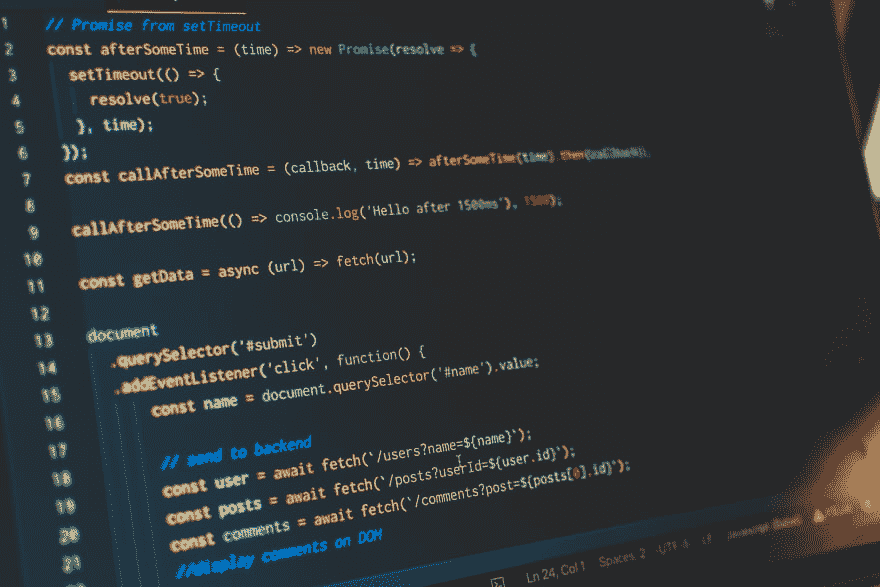 1 // Promise from setTimeout
2 const afterSomeTime = (time) => new Promise(resolve => {
3 setTimeout(() => {
4 resolve(true);
5 }, time);
6 });
7 const callAfterSomeTime = (callback, time) => afterSomeTime(time).then(callback);
8
9 callAfterSomeTime(() => console.log('Hello after 1500ms'), 1500);
10
11 const getData = async (url) => fetch(url);
12
13 document
14 .querySelector('#submit')
15 .addEventListener('click', function() {
16 const name = document.querySelector('#name').value;
17
18 // send to backend
19 const user = await fetch(`/users?name=${name}`);
20 const posts = await fetch(`/posts?userId=${user.id}`);
21 const comments = await fetch(`/comments?post=${posts[0].id}`);
//display comments on DOM
Ln 24, Col 1 Spaces: 2 UTF-8 LF